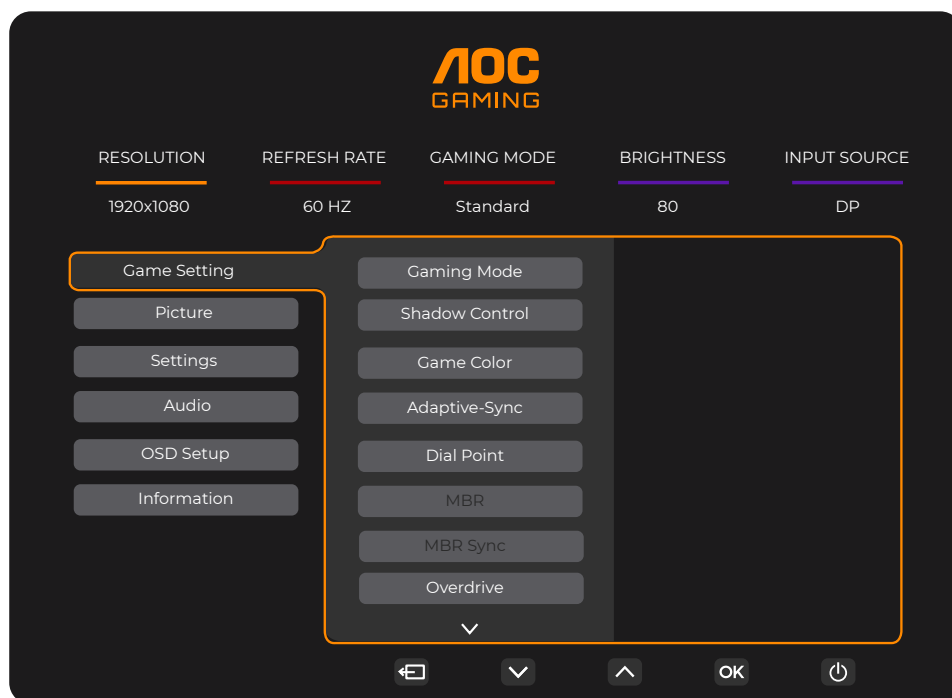 AOC
GAMING
RESOLUTION REFRESH RATE GAMING MODE BRIGHTNESS INPUT SOURCE
1920x1080 60 HZ Standard 80 DP
Game Setting
Picture
Settings
Audio
OSD Setup
Information
Gaming Mode
Shadow Control
Game Color
Adaptive-Sync
Dial Point
MBR
MBR Sync
Overdrive
OK